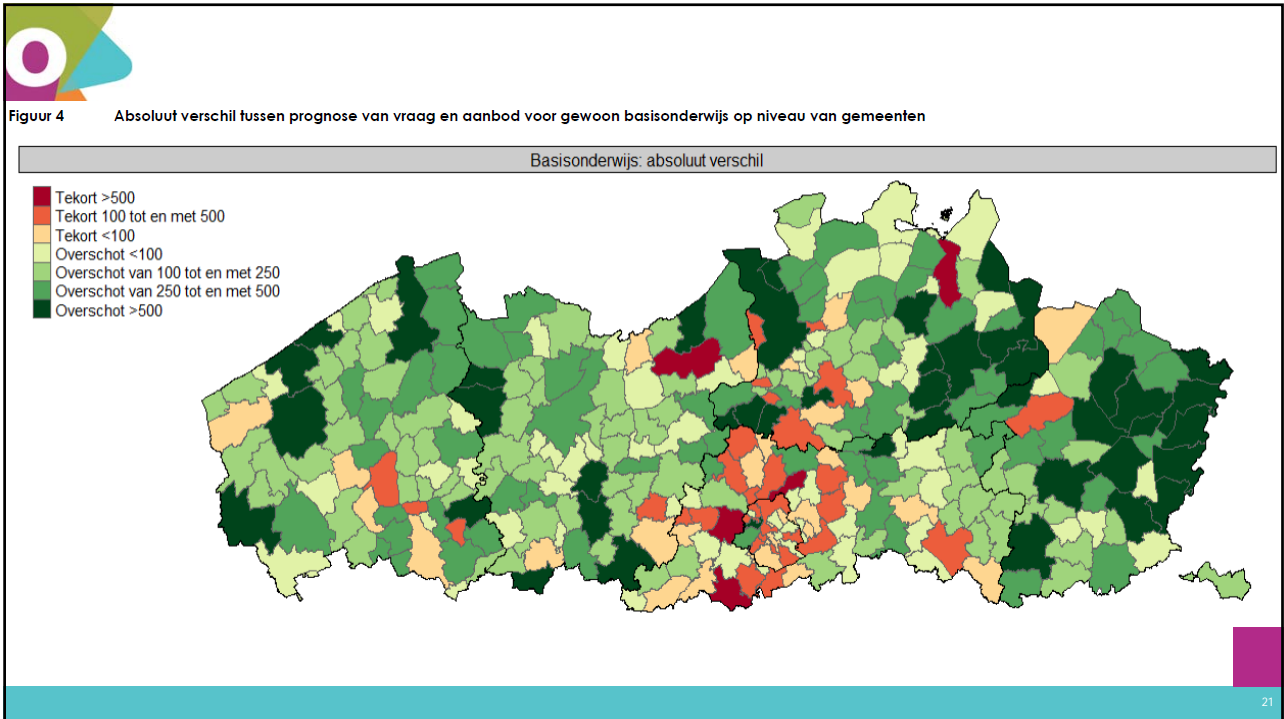 Figuur 4 Absoluut verschil tussen prognose van vraag en aanbod voor gewoon basisonderwijs op niveau van gemeenten
Basisonderwijs: absoluut verschil
Tekort >500
Tekort 100 tot en met 500
Tekort <100
Overschot <100
Overschot van 100 tot en met 250
Overschot van 250 tot en met 500
Overschot >500
21